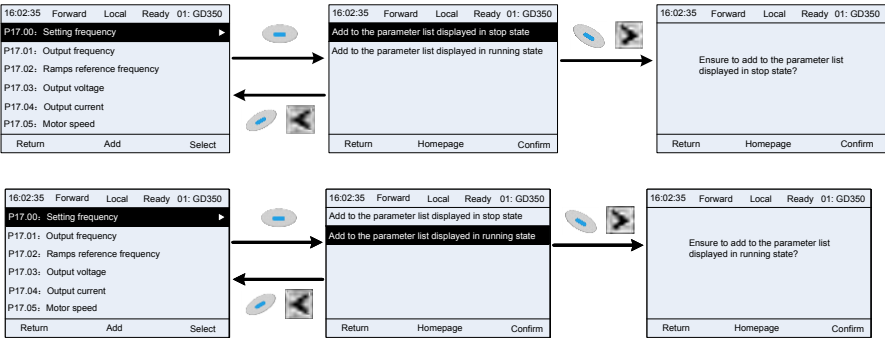 16:02:35 Forward Local Ready 01: GD350
P17.00: Setting frequency
P17.01: Output frequency
P17.02: Ramps reference frequency
P17.03: Output voltage
P17.04: Output current
P17.05: Motor speed
Return Add Select
16:02:35 Forward Local Ready 01: GD350
Add to the parameter list displayed in stop state
Add to the parameter list displayed in running state
Return Homepage Confirm
16:02:35 Forward Local Ready 01: GD350
Ensure to add to the parameter list
displayed in stop state?
Return Homepage Confirm
16:02:35 Forward Local Ready 01: GD350
P17.00: Setting frequency
P17.01: Output frequency
P17.02: Ramps reference frequency
P17.03: Output voltage
P17.04: Output current
P17.05: Motor speed
Return Add Select
16:02:35 Forward Local Ready 01: GD350
Add to the parameter list displayed in stop state
Add to the parameter list displayed in running state
Return Homepage Confirm
16:02:35 Forward Local Ready 01: GD350
Ensure to add to the parameter list
displayed in running state?
Return Homepage Confirm